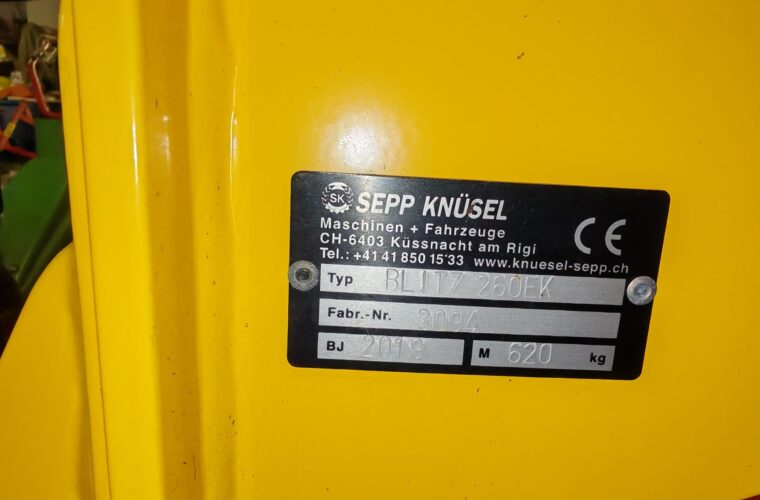 SK SEPP KNÜSEL
Maschinen + Fahrzeuge
CH-6403 Küssnacht am Rigi
Tel.: +41 41 850 15 33 www.knuesel-sepp.ch
CE
Typ BLITZ 260EK
Fabr.-Nr. 3094
BJ 2019 M 620 kg